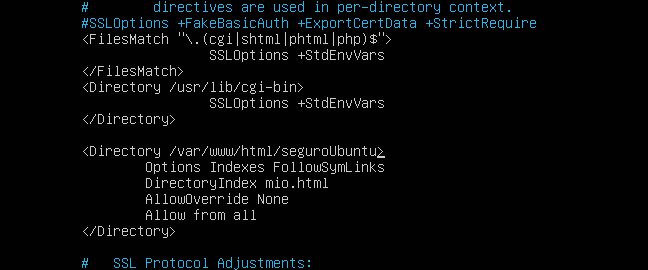 #        directives are used in per-directory context.
#SSLOptions +FakeBasicAuth +ExportCertData +StrictRequire
<FilesMatch "\.(cgi|shtml|phtml|php)$">
                SSLOptions +StdEnvVars
</FilesMatch>
<Directory /usr/lib/cgi-bin>
                SSLOptions +StdEnvVars
</Directory>
<Directory /var/www/html/seguroUbuntu>
        Options Indexes FollowSymLinks
        DirectoryIndex mio.html
        AllowOverride None
        Allow from all
</Directory>
#   SSL Protocol Adjustments: